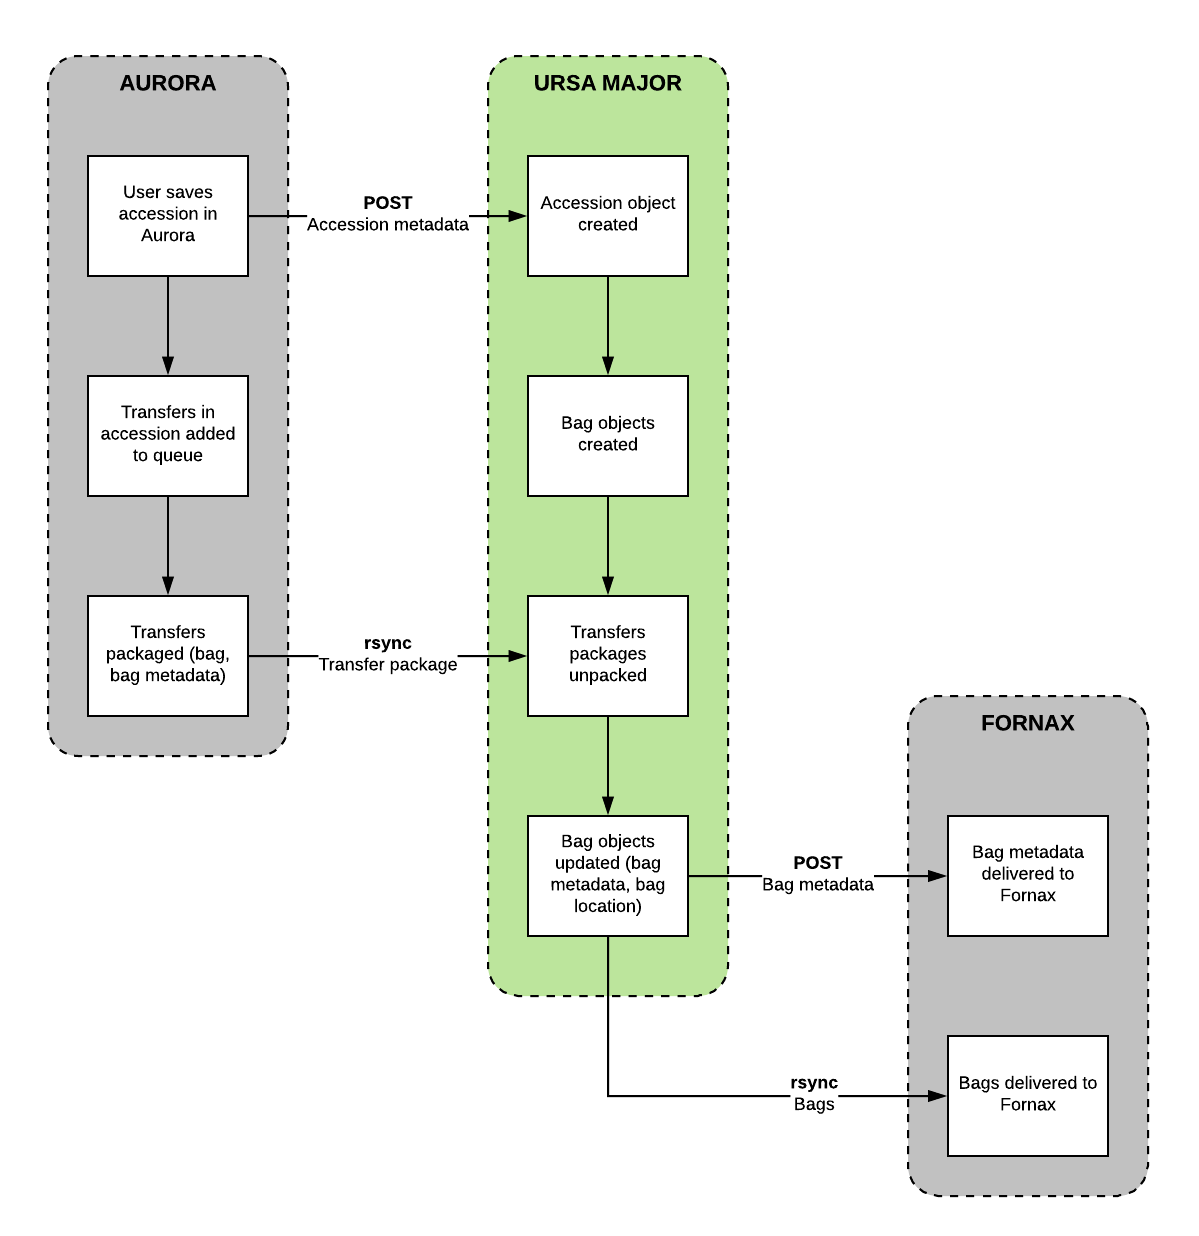 AURORA
User saves
accession in
Aurora
Transfers in
accession added
to queue
Transfers
packaged (bag,
bag metadata)
POST
Accession metadata
rsync
Transfer package
URSA MAJOR
Accession object
created
Bag objects
created
Transfers
packages
unpacked
Bag objects
updated (bag
metadata, bag
location)
POST
Bag metadata
rsync
Bags
FORNAX
Bag metadata
delivered to
Fornax
Bags delivered to
Fornax